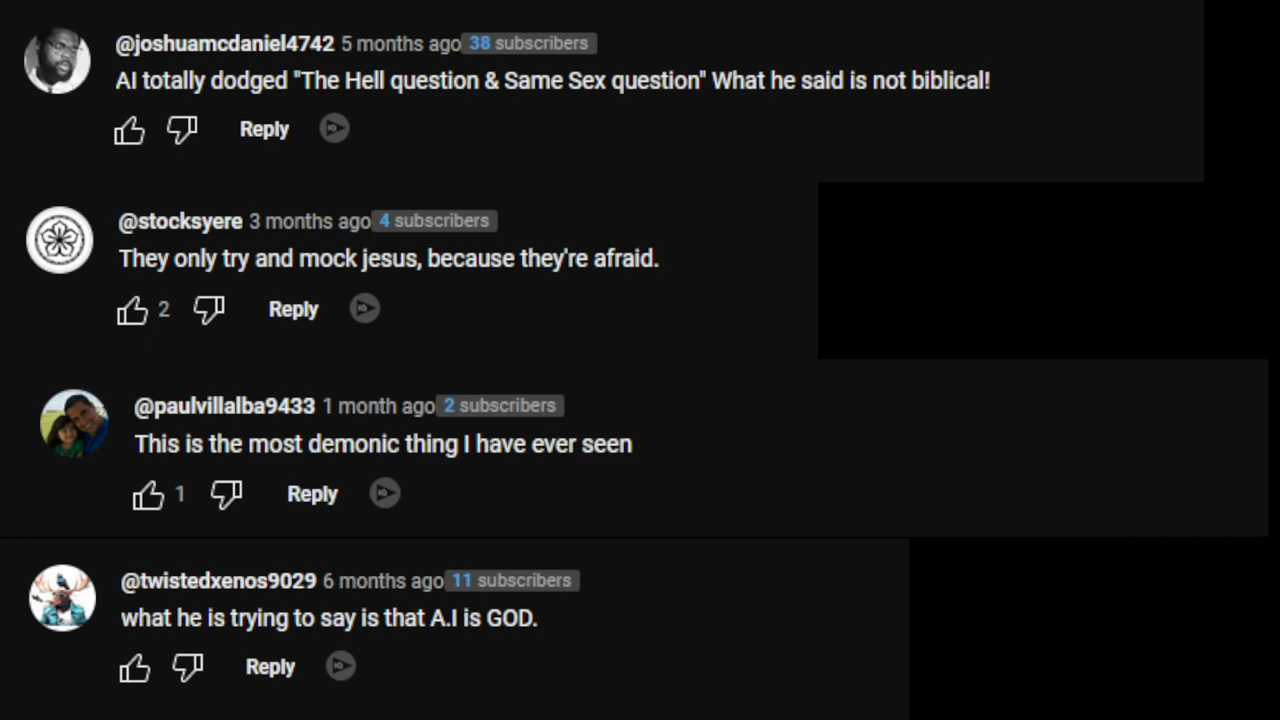 @joshuamcdaniel4742 5 months ago 38 subscribers
AI totally dodged "The Hell question & Same Sex question" What he said is not biblical!
Reply
@stocksyere 3 months ago 4 subscribers
They only try and mock jesus, because they're afraid.
2 Reply
@paulvillalba9433 1 month ago 2 subscribers
This is the most demonic thing I have ever seen
1 Reply
@twistedxenos9029 6 months ago 11 subscribers
what he is trying to say is that A.I is GOD.
Reply